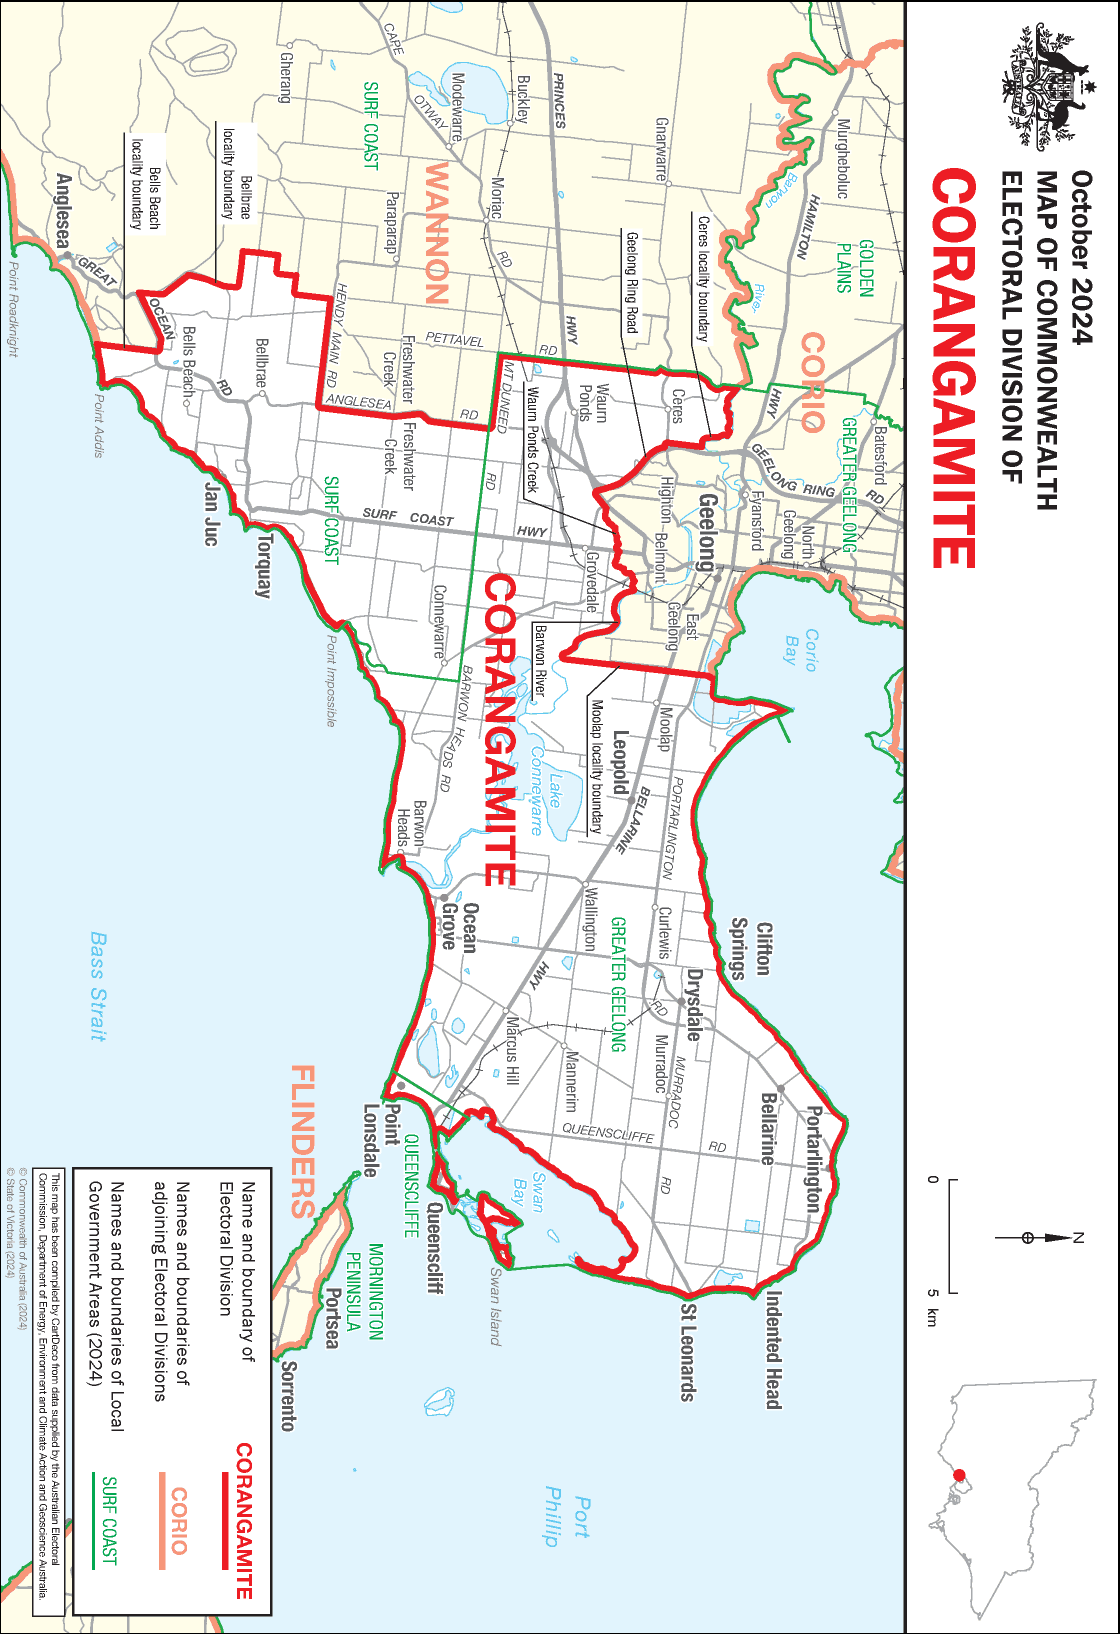 October 2024
MAP OF COMMONWEALTH
ELECTORAL DIVISION OF
CORANGAMITE
N
0
5 km
Murgheboluc
HAMILTON
HWY
Barwon
River
GOLDEN
PLAINS
CORIO
Batesford
GREATER GEELONG
GEELONG RING RD
Fyansford
North
Geelong
Corio
Bay
Gnarwarre
Ceres locality boundary
Geelong Ring Road
PRINCES
HWY
Buckley
Modewarre
CAPE
OTWAY
RD
Moriac
WANNON
SURF COAST
Gherang
Paraparap
Bellbrae
locality boundary
Bells Beach
locality boundary
Anglesea
GREAT
OCEAN
RD
Point Roadknight
Point Addis
Bells Beach
Bellbrae
HENDY MAIN RD
PETTAVEL
RD
Freshwater
Creek
ANGLESEA
RD
Freshwater
Creek
MT DUNEED
RD
Waurn Ponds Creek
Waurn
Ponds
Ceres
Highton
Belmont
Geelong
East
Geelong
Grovedale
SURF COAST
HWY
SURF COAST
Jan Juc
Torquay
Connewarre
Point Impossible
CORANGAMITE
Barwon River
Moolap locality boundary
BARWON HEADS RD
Barwon
Heads
Lake
Connewarre
Leopold
Moolap
BELLARINE
HWY
PORTARLINGTON
RD
Wallington
Curlewis
Clifton
Springs
Drysdale
GREATER GEELONG
Ocean
Grove
Marcus Hill
Mannerim
Murradoc
MURRADOC
RD
Bellarine
Portarlington
QUEENSCLIFFE
RD
Point
Lonsdale
QUEENSCLIFFE
Queenscliff
Swan
Bay
Swan Island
Indented Head
St Leonards
Bass Strait
FLINDERS
MORNINGTON
PENINSULA
Portsea
Sorrento
Port
Phillip
Name and boundary of
Electoral Division
CORANGAMITE
Names and boundaries of
adjoining Electoral Divisions
CORIO
Names and boundaries of Local
Government Areas (2024)
SURF COAST
This map has been compiled by CartDeco from data supplied by the Australian Electoral
Commission, Department of Energy, Environment and Climate Action and Geoscience Australia.
© Commonwealth of Australia (2024)
© State of Victoria (2024)